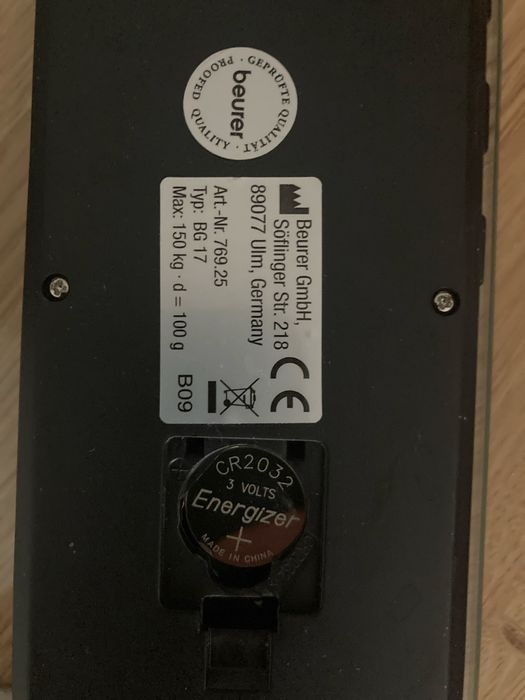 · GEPRÜFTE QUALITÄT · PROOFED QUALITY
beurer
Beurer GmbH,
Söflinger Str. 218
89077 Ulm, Germany
CE
Art.-Nr. 769.25
Typ: BG 17
Max: 150 kg · d = 100 g
B09
CR2032
3 VOLTS
Energizer
+
MADE IN CHINA